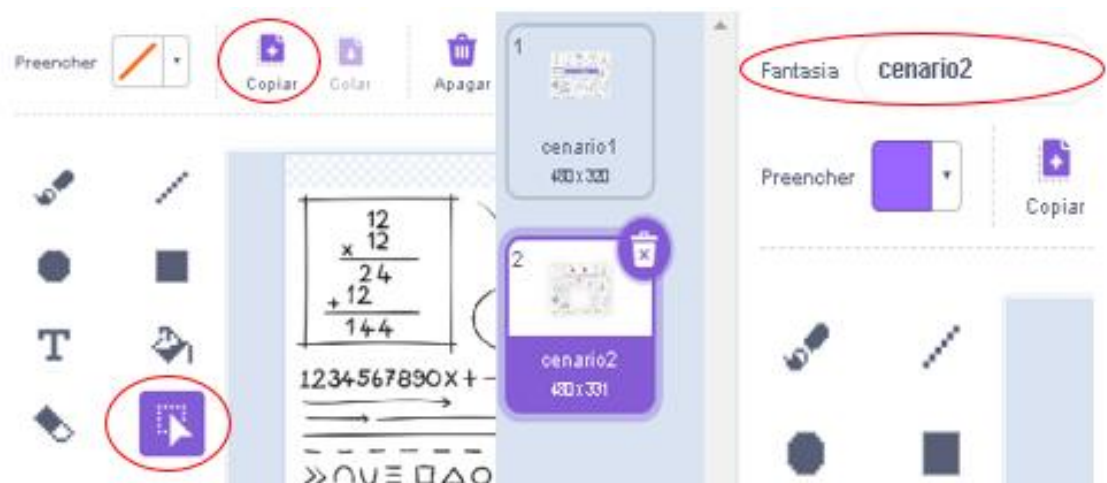 Preencher
Copiar
Colar
Apagar
T
12
x 12
24
+ 12
144
1234567890X+-
1
cenario1
480 x 320
2
cenario2
480 x 331
Fantasia
cenario2
Preencher
Copiar